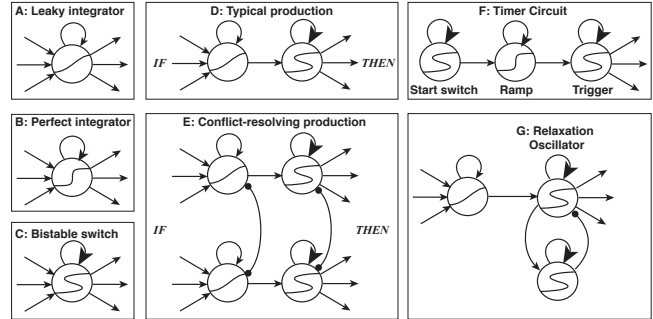 A: Leaky integrator
D: Typical production
IF
THEN
F: Timer Circuit
Start switch
Ramp
Trigger
B: Perfect integrator
C: Bistable switch
E: Conflict-resolving production
IF
THEN
G: Relaxation
Oscillator